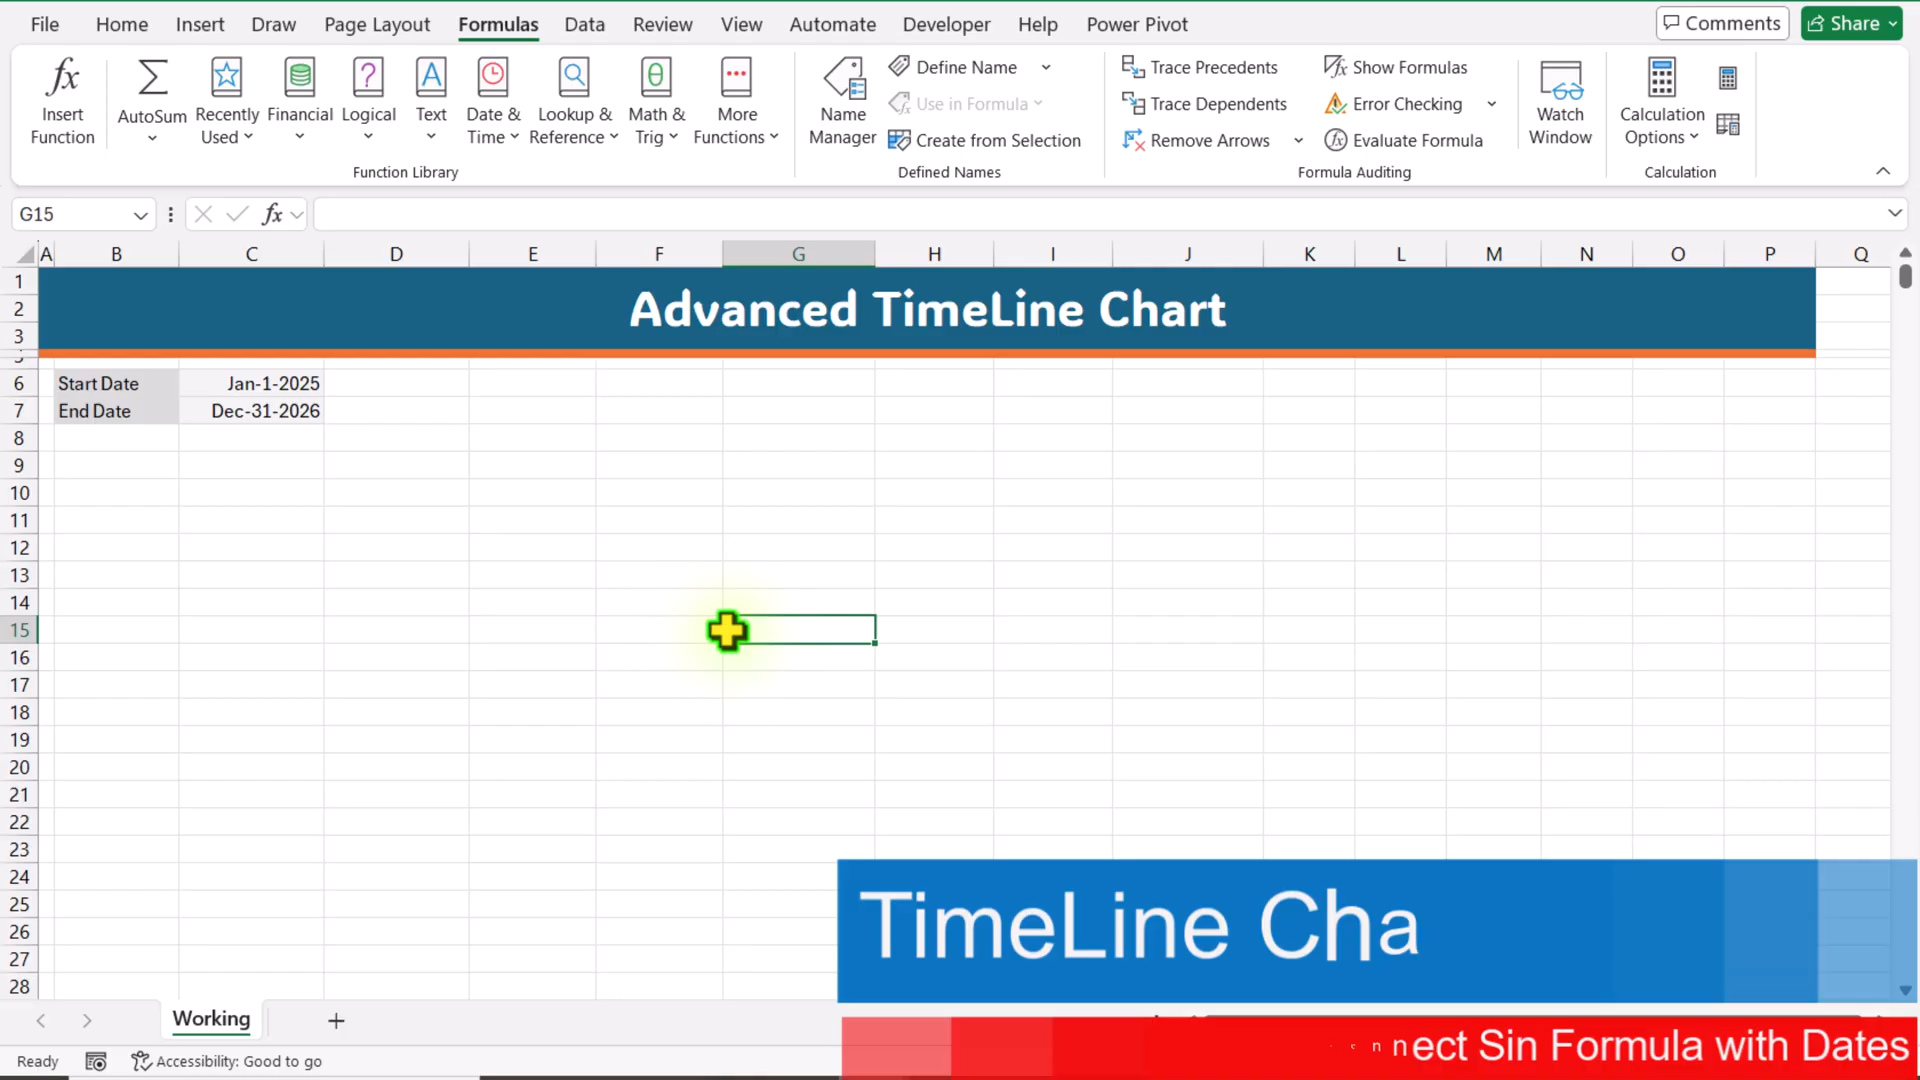 File Home Insert Draw Page Layout Formulas Data Review View Automate Developer Help Power Pivot Comments Share
Insert Function
AutoSum
Recently Used
Financial
Logical
Text
Date & Time
Lookup & Reference
Math & Trig
More Functions
Function Library
Name Manager
Define Name
Use in Formula
Create from Selection
Defined Names
Trace Precedents
Trace Dependents
Remove Arrows
Show Formulas
Error Checking
Evaluate Formula
Formula Auditing
Watch Window
Calculation Options
Calculation
G15 fx
A B C D E F G H I J K L M N O P Q
1
2 Advanced TimeLine Chart
3
6 Start Date Jan-1-2025
7 End Date Dec-31-2026
8
9
10
11
12
13
14
15
16
17
18
19
20
21
22
23
24
25
26
27
28
TimeLine Cha
Working
nnect Sin Formula with Dates
Ready Accessibility: Good to go